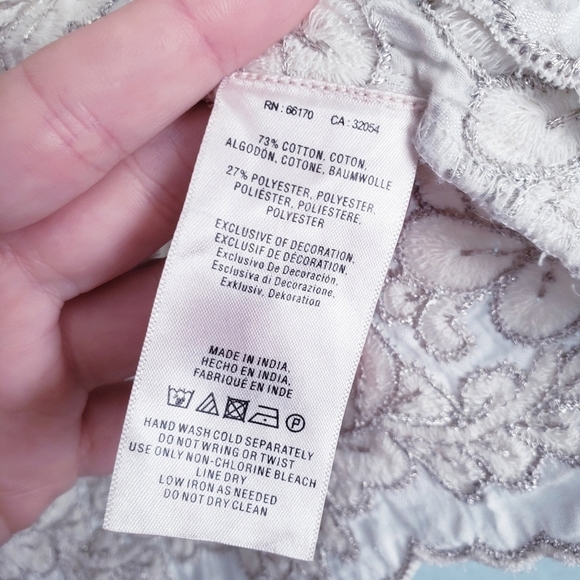 RN : 66170 CA : 32054
73% COTTON, COTON,
ALGODÓN, COTONE, BAUMWOLLE
27% POLYESTER, POLYESTER,
POLIÉSTER, POLIESTERE,
POLYESTER
EXCLUSIVE OF DECORATION.
EXCLUSIF DE DÉCORATION.
Exclusivo De Decoración.
Esclusiva di Decorazione.
Exklusiv. Dekoration
MADE IN INDIA.
HECHO EN INDIA.
FABRIQUÉ EN INDE
P
HAND WASH COLD SEPARATELY
DO NOT WRING OR TWIST
USE ONLY NON-CHLORINE BLEACH
LINE DRY
LOW IRON AS NEEDED
DO NOT DRY CLEAN